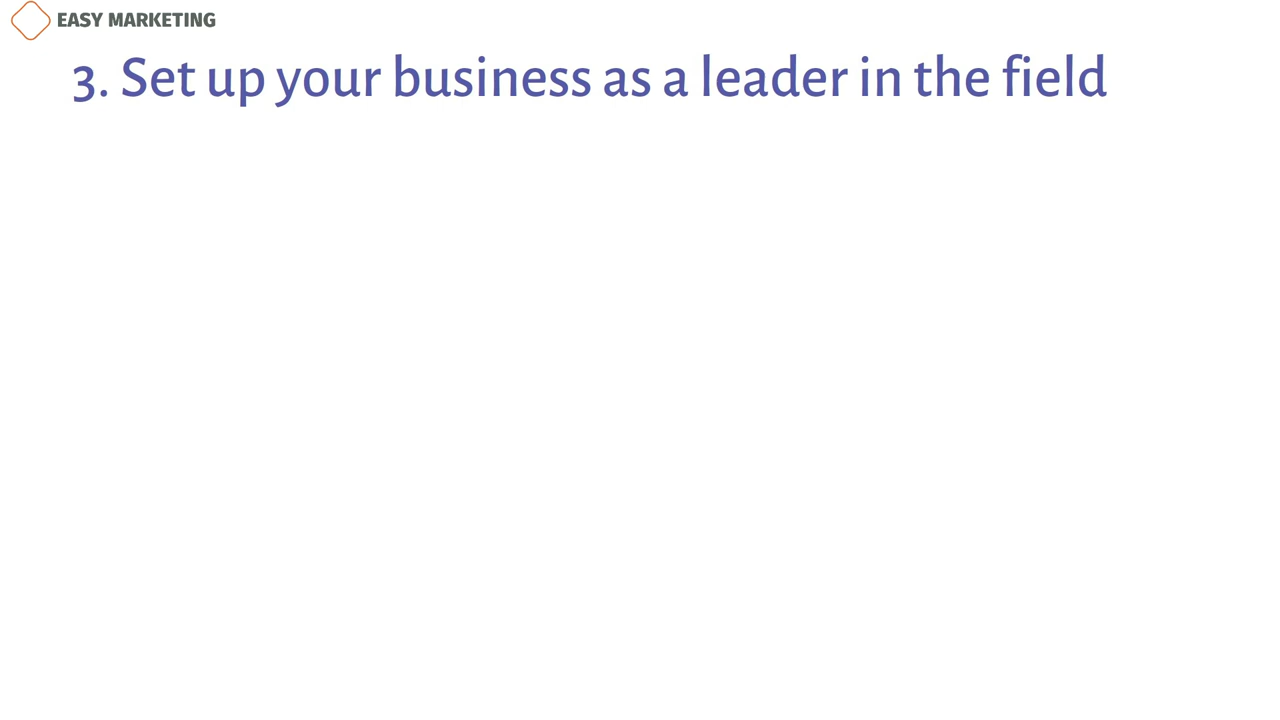 EASY MARKETING
3. Set up your business as a leader in the field